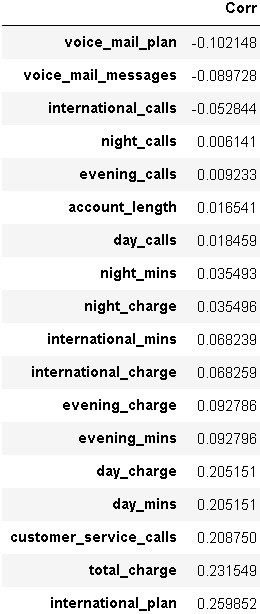 Corr
voice_mail_plan -0.102148
voice_mail_messages -0.089728
international_calls -0.052844
night_calls 0.006141
evening_calls 0.009233
account_length 0.016541
day_calls 0.018459
night_mins 0.035493
night_charge 0.035496
international_mins 0.068239
international_charge 0.068259
evening_charge 0.092786
evening_mins 0.092796
day_charge 0.205151
day_mins 0.205151
customer_service_calls 0.208750
total_charge 0.231549
international_plan 0.259852